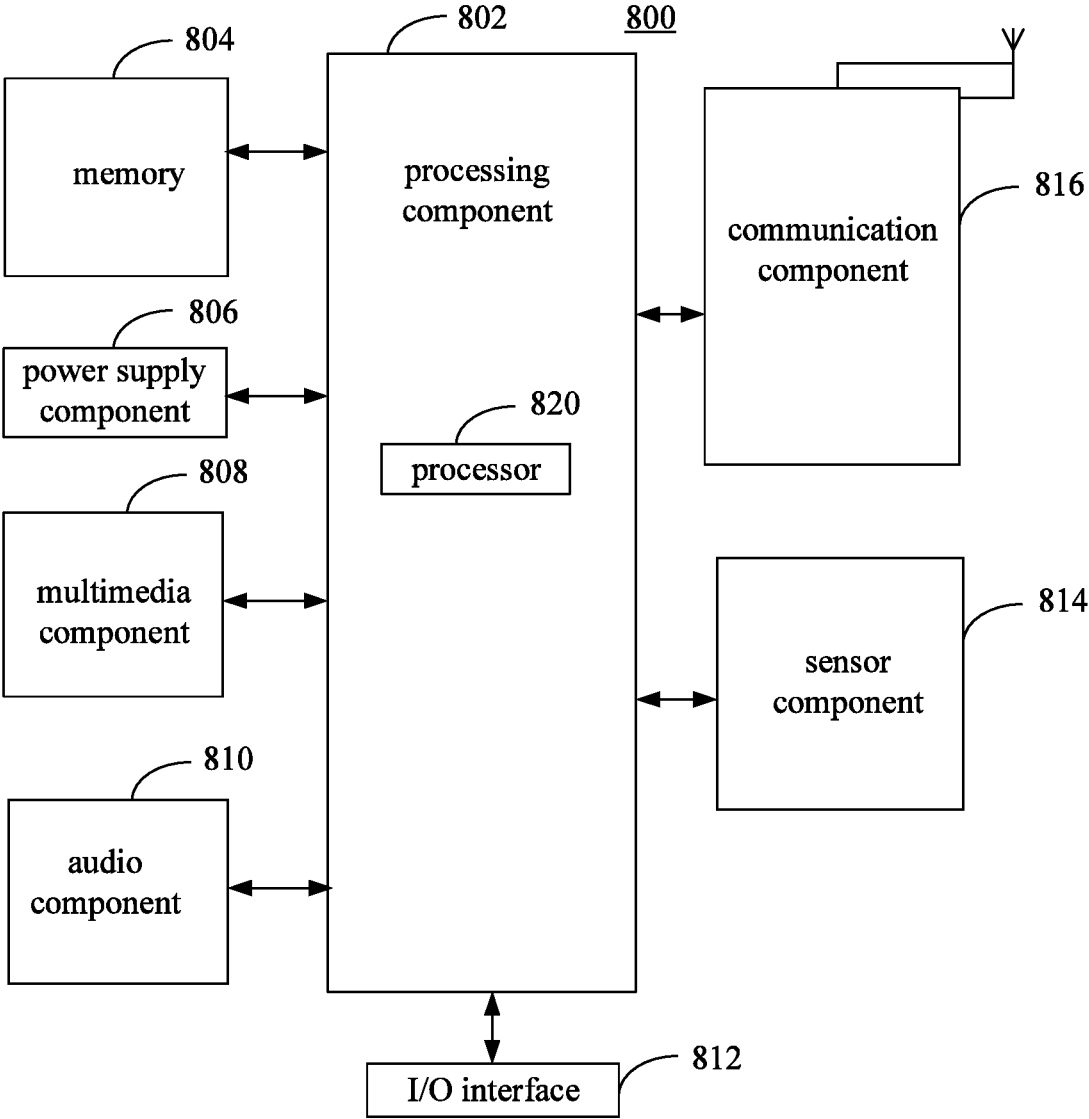 804
802
800
memory
processing
component
816
communication
component
806
power supply
component
820
processor
808
multimedia
component
814
sensor
component
810
audio
component
812
I/O interface